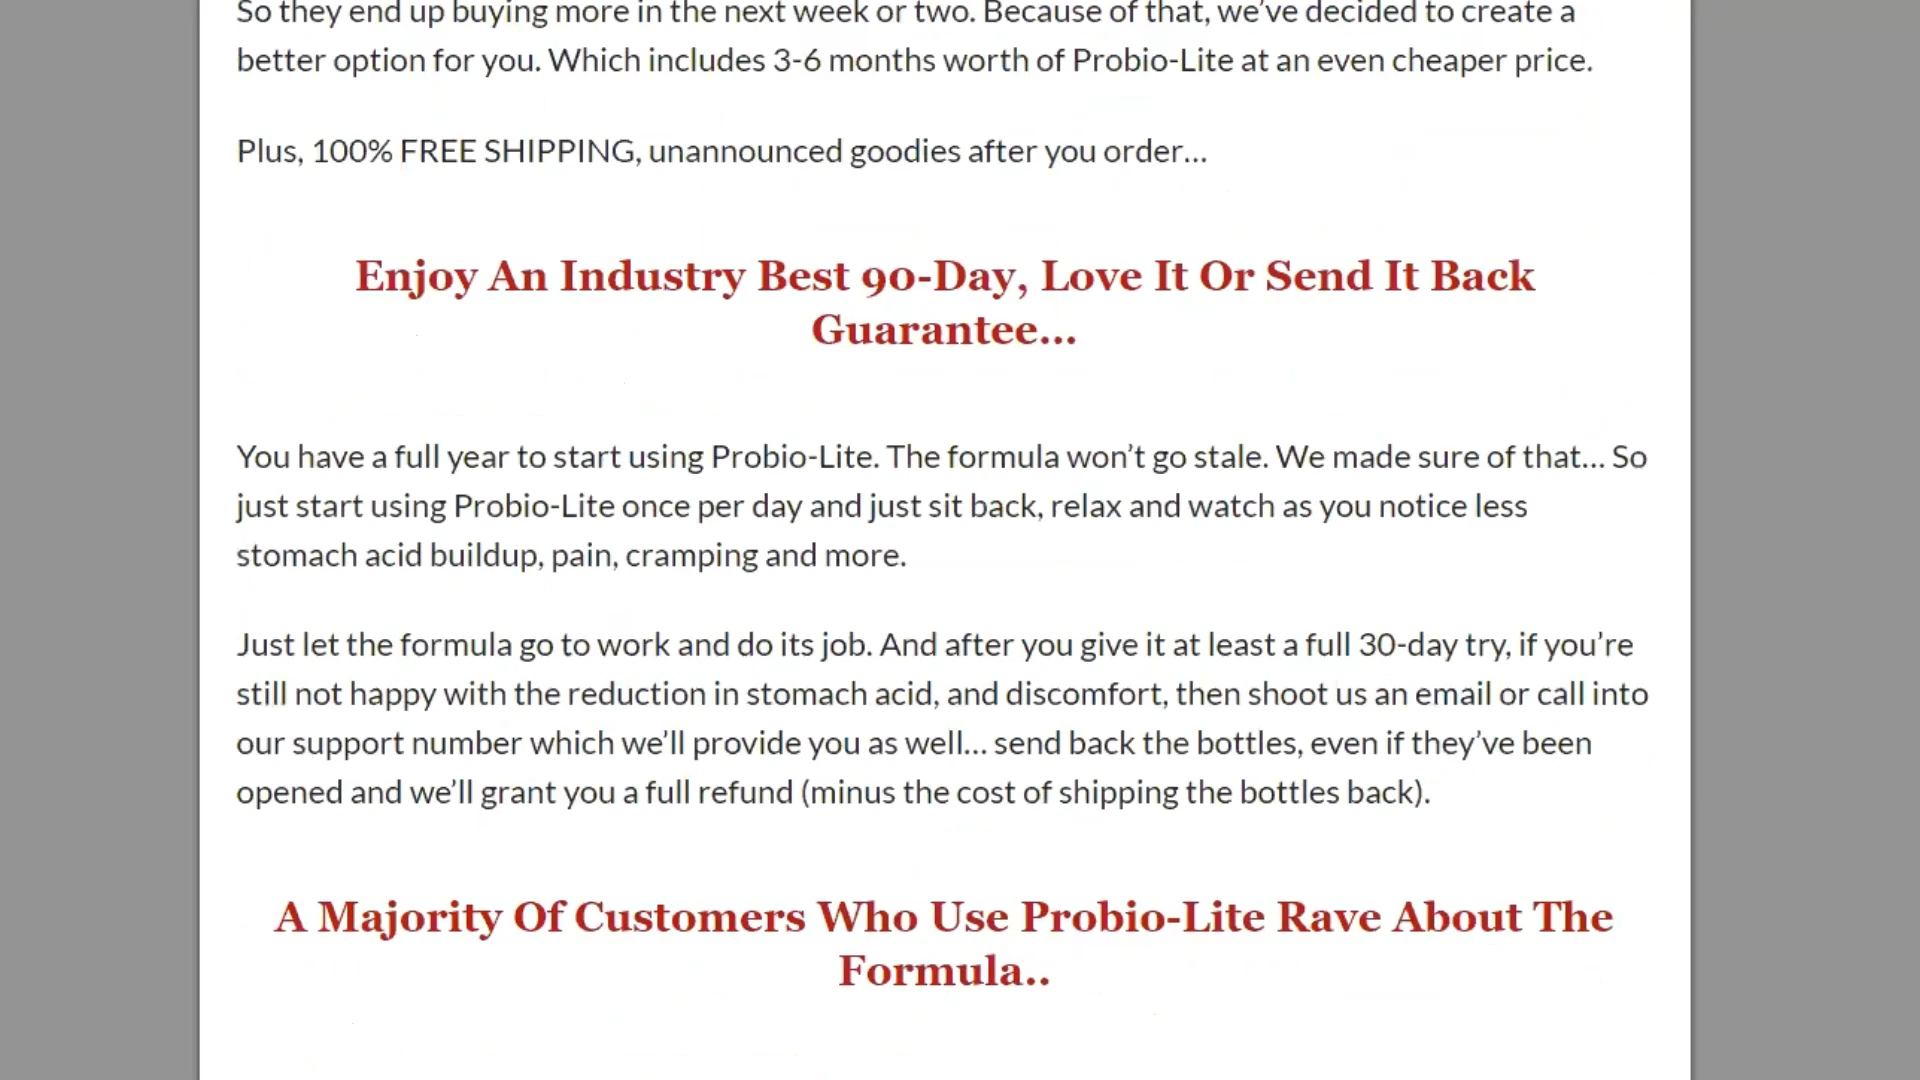 So they end up buying more in the next week or two. Because of that, we’ve decided to create a
better option for you. Which includes 3-6 months worth of Probio-Lite at an even cheaper price.
Plus, 100% FREE SHIPPING, unannounced goodies after you order…
Enjoy An Industry Best 90-Day, Love It Or Send It Back
Guarantee…
You have a full year to start using Probio-Lite. The formula won’t go stale. We made sure of that… So
just start using Probio-Lite once per day and just sit back, relax and watch as you notice less
stomach acid buildup, pain, cramping and more.
Just let the formula go to work and do its job. And after you give it at least a full 30-day try, if you’re
still not happy with the reduction in stomach acid, and discomfort, then shoot us an email or call into
our support number which we’ll provide you as well… send back the bottles, even if they’ve been
opened and we’ll grant you a full refund (minus the cost of shipping the bottles back).
A Majority Of Customers Who Use Probio-Lite Rave About The
Formula..